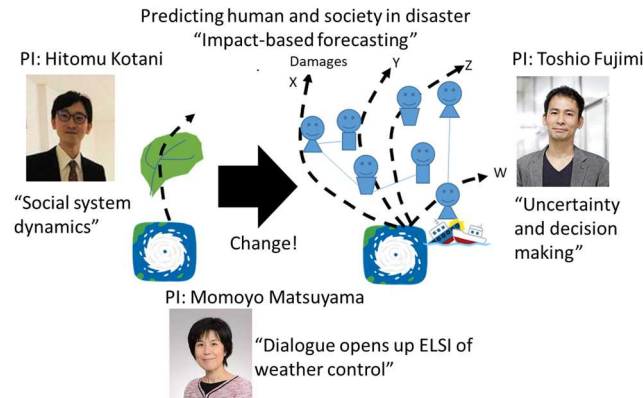 Predicting human and society in disaster
“Impact-based forecasting”
PI: Hitomu Kotani
Damages
X
Y
Z
PI: Toshio Fujimi
W
“Social system
dynamics”
Change!
“Uncertainty
and decision
making”
PI: Momoyo Matsuyama
“Dialogue opens up ELSI of
weather control”